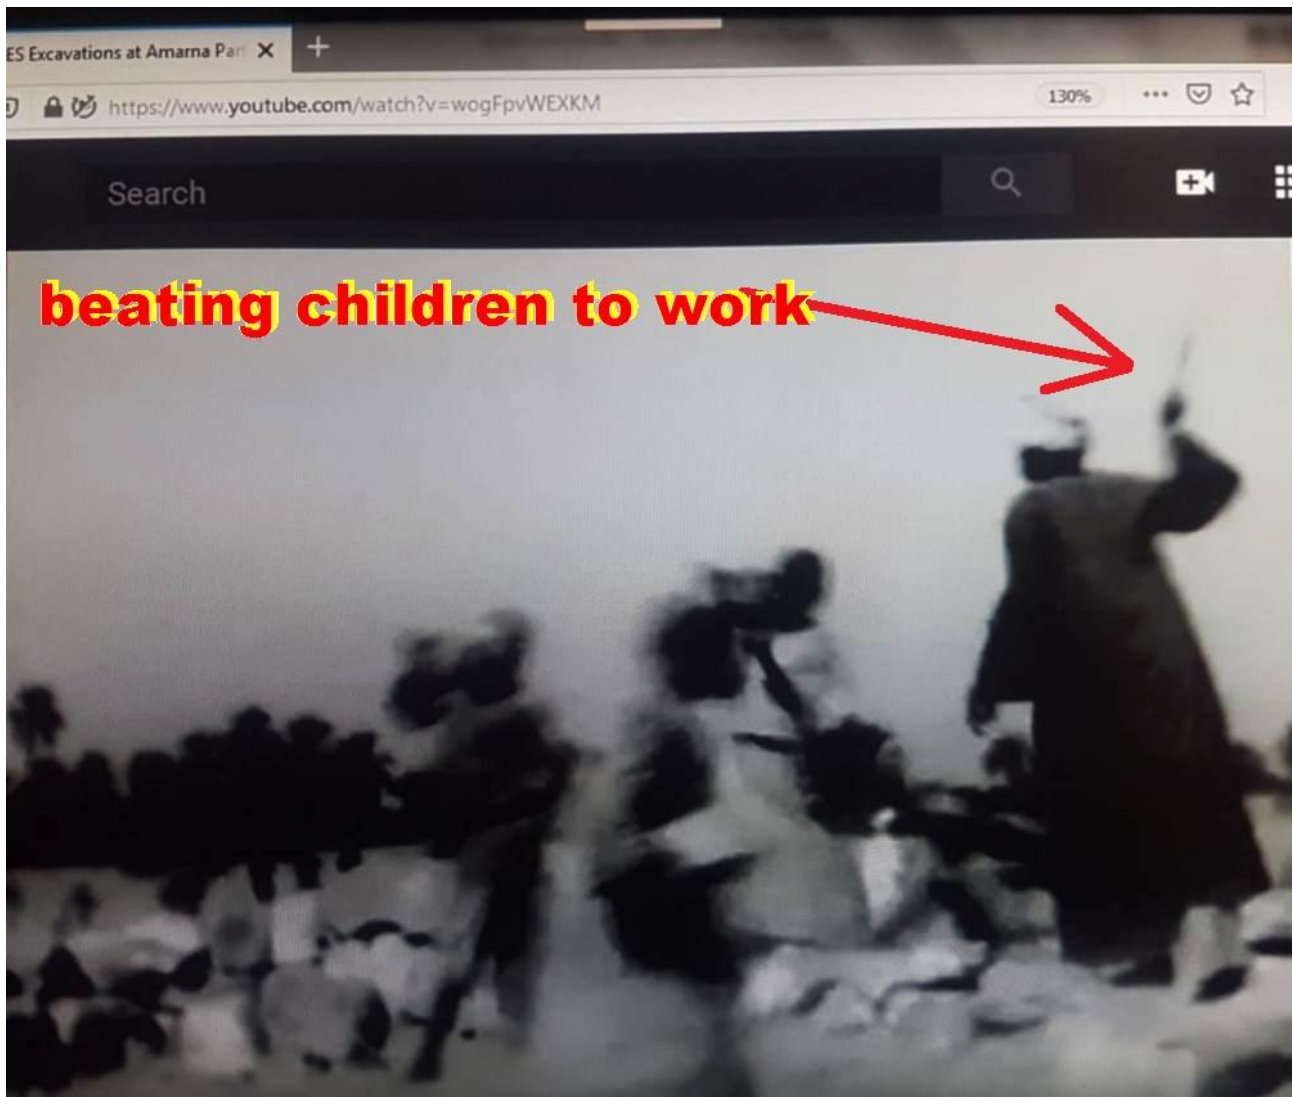 ES Excavations at Amarna Par
https://www.youtube.com/watch?v=wogFpvWEXKM
130%
Search
beating children to work